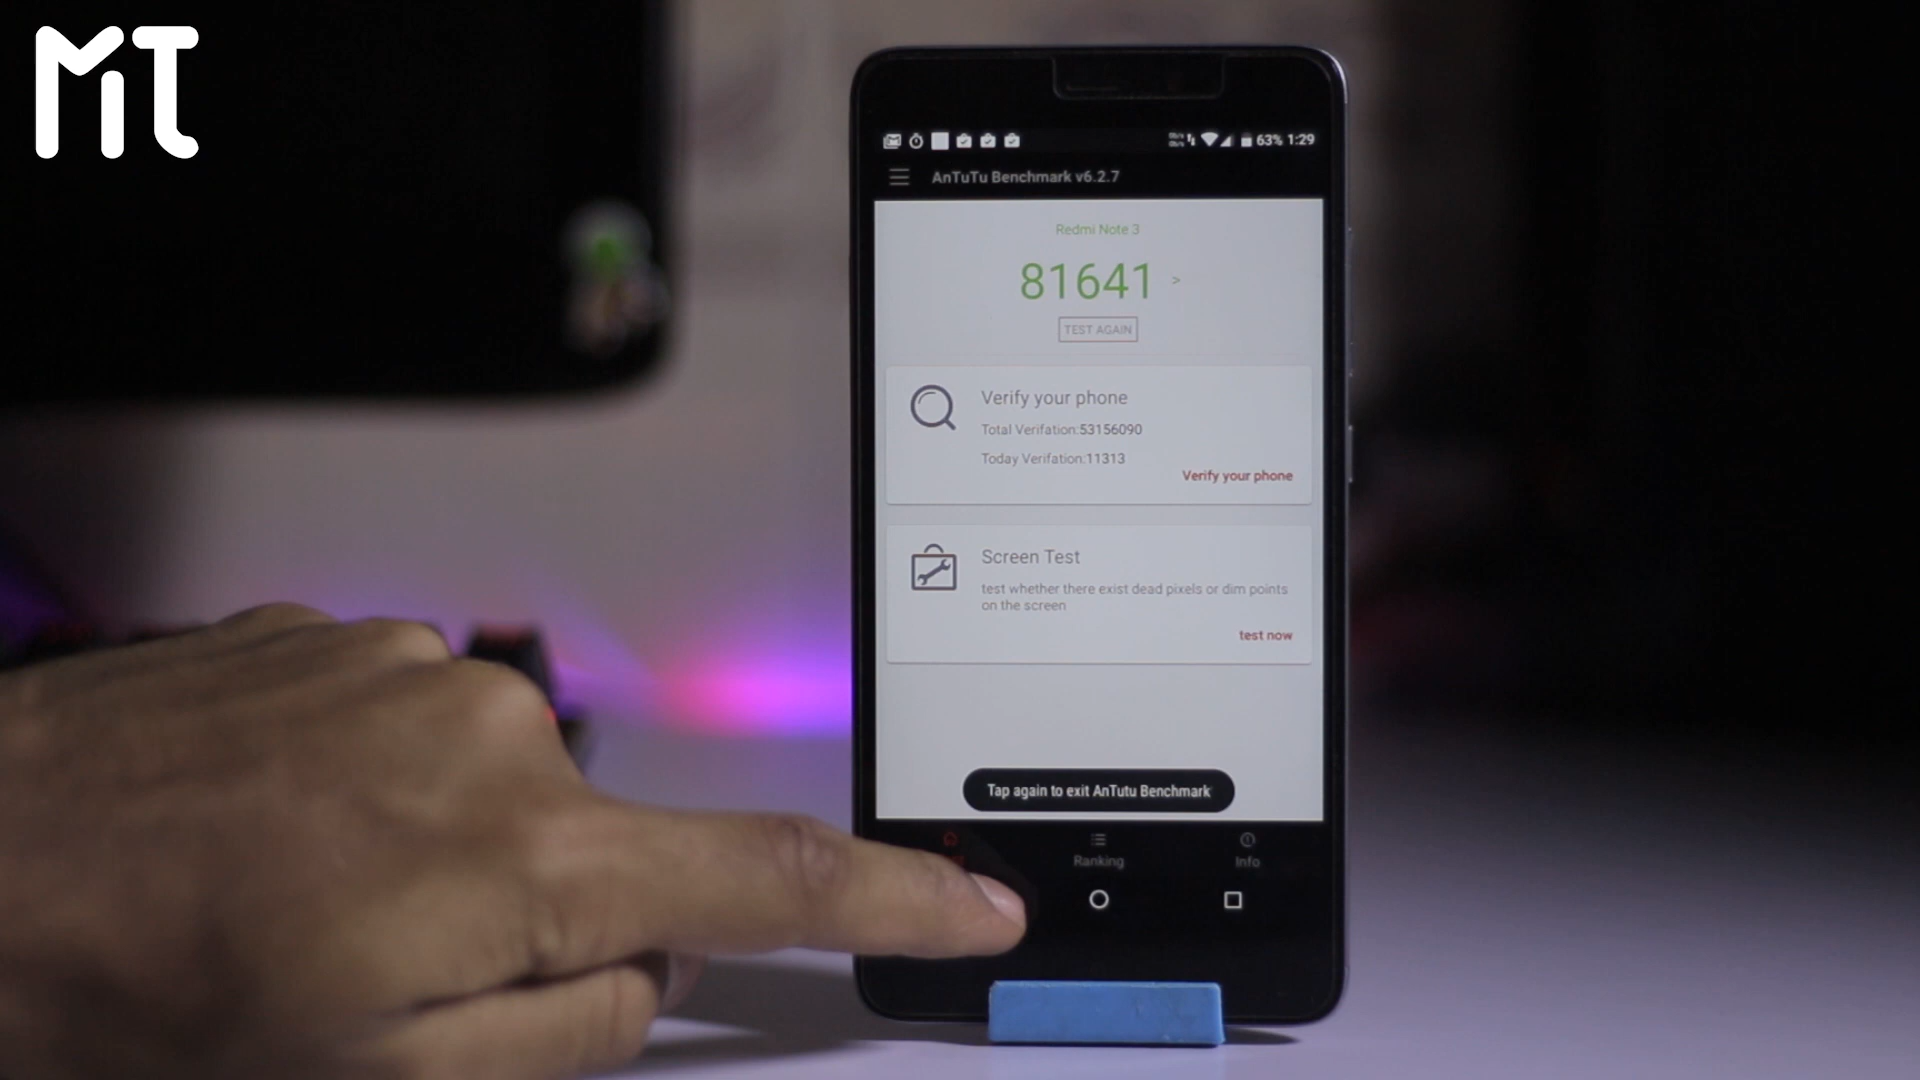 MiT
63% 1:29
AnTuTu Benchmark v6.2.7
Redmi Note 3
81641 >
TEST AGAIN
Verify your phone
Total Verifation:53156090
Today Verifation:11313
Verify your phone
Screen Test
test whether there exist dead pixels or dim points
on the screen
test now
Tap again to exit AnTutu Benchmark
Ranking
Info